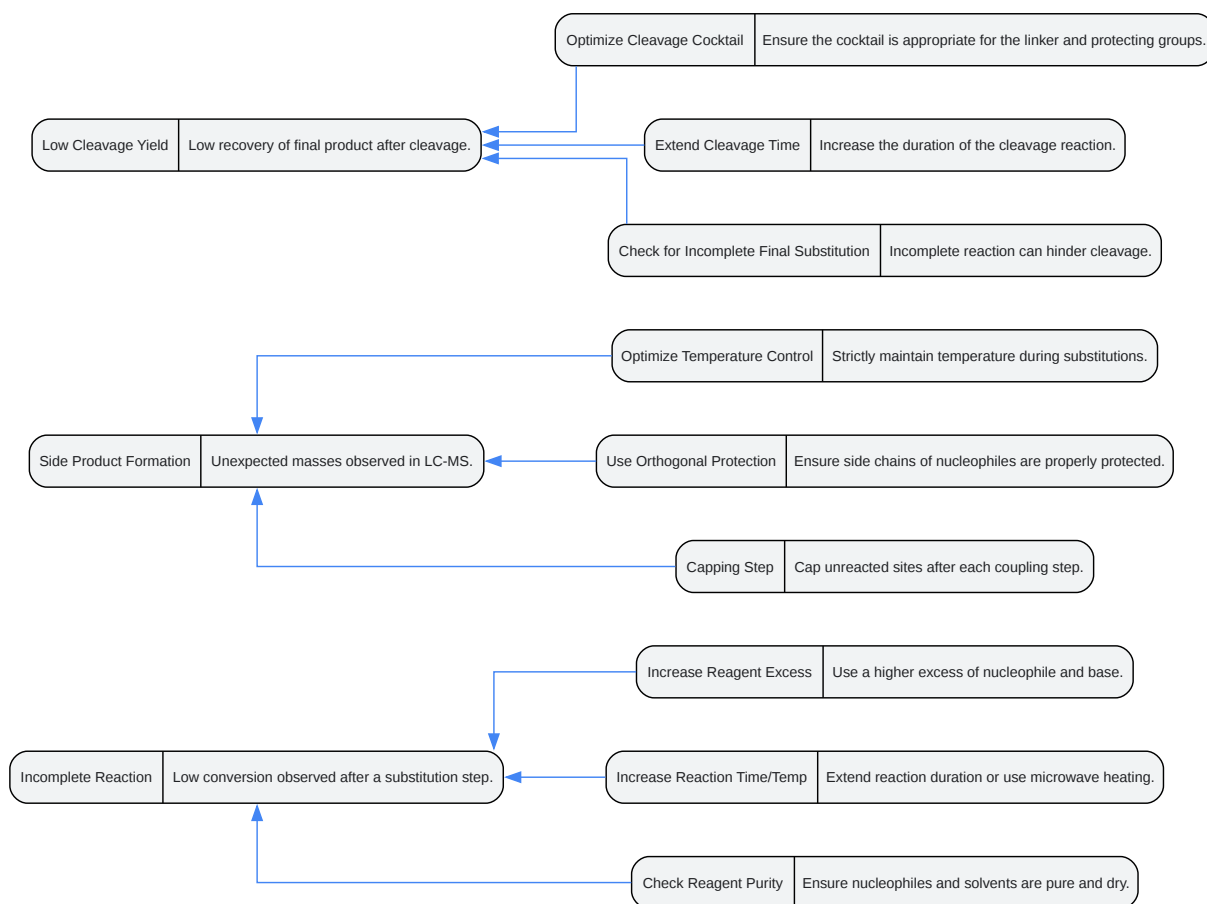 Optimize Cleavage Cocktail Ensure the cocktail is appropriate for the linker and protecting groups.
Low Cleavage Yield Low recovery of final product after cleavage. Extend Cleavage Time Increase the duration of the cleavage reaction.
Check for Incomplete Final Substitution Incomplete reaction can hinder cleavage.
Optimize Temperature Control Strictly maintain temperature during substitutions.
Side Product Formation Unexpected masses observed in LC-MS. Use Orthogonal Protection Ensure side chains of nucleophiles are properly protected.
Capping Step Cap unreacted sites after each coupling step.
Increase Reagent Excess Use a higher excess of nucleophile and base.
Incomplete Reaction Low conversion observed after a substitution step. Increase Reaction Time/Temp Extend reaction duration or use microwave heating.
Check Reagent Purity Ensure nucleophiles and solvents are pure and dry.